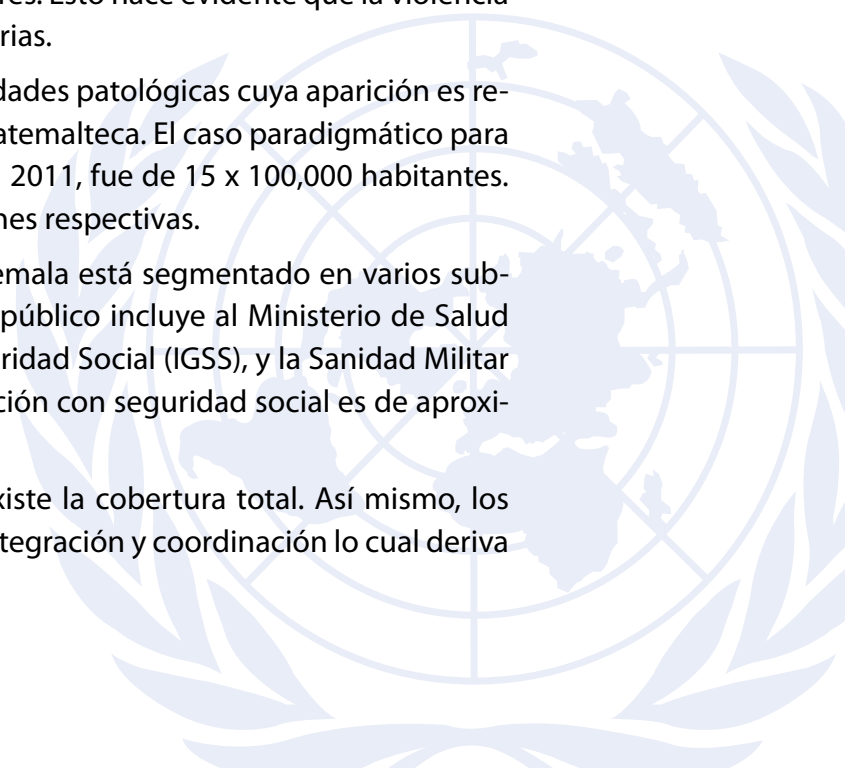 res. Esto hace evidente que la violencia
rias.
dades patológicas cuya aparición es re-
atemalteca. El caso paradigmático para
2011, fue de 15 x 100,000 habitantes.
nes respectivas.
emala está segmentado en varios sub-
público incluye al Ministerio de Salud
ridad Social (IGSS), y la Sanidad Militar
ción con seguridad social es de aproxi-
xiste la cobertura total. Así mismo, los
ntegración y coordinación lo cual deriva